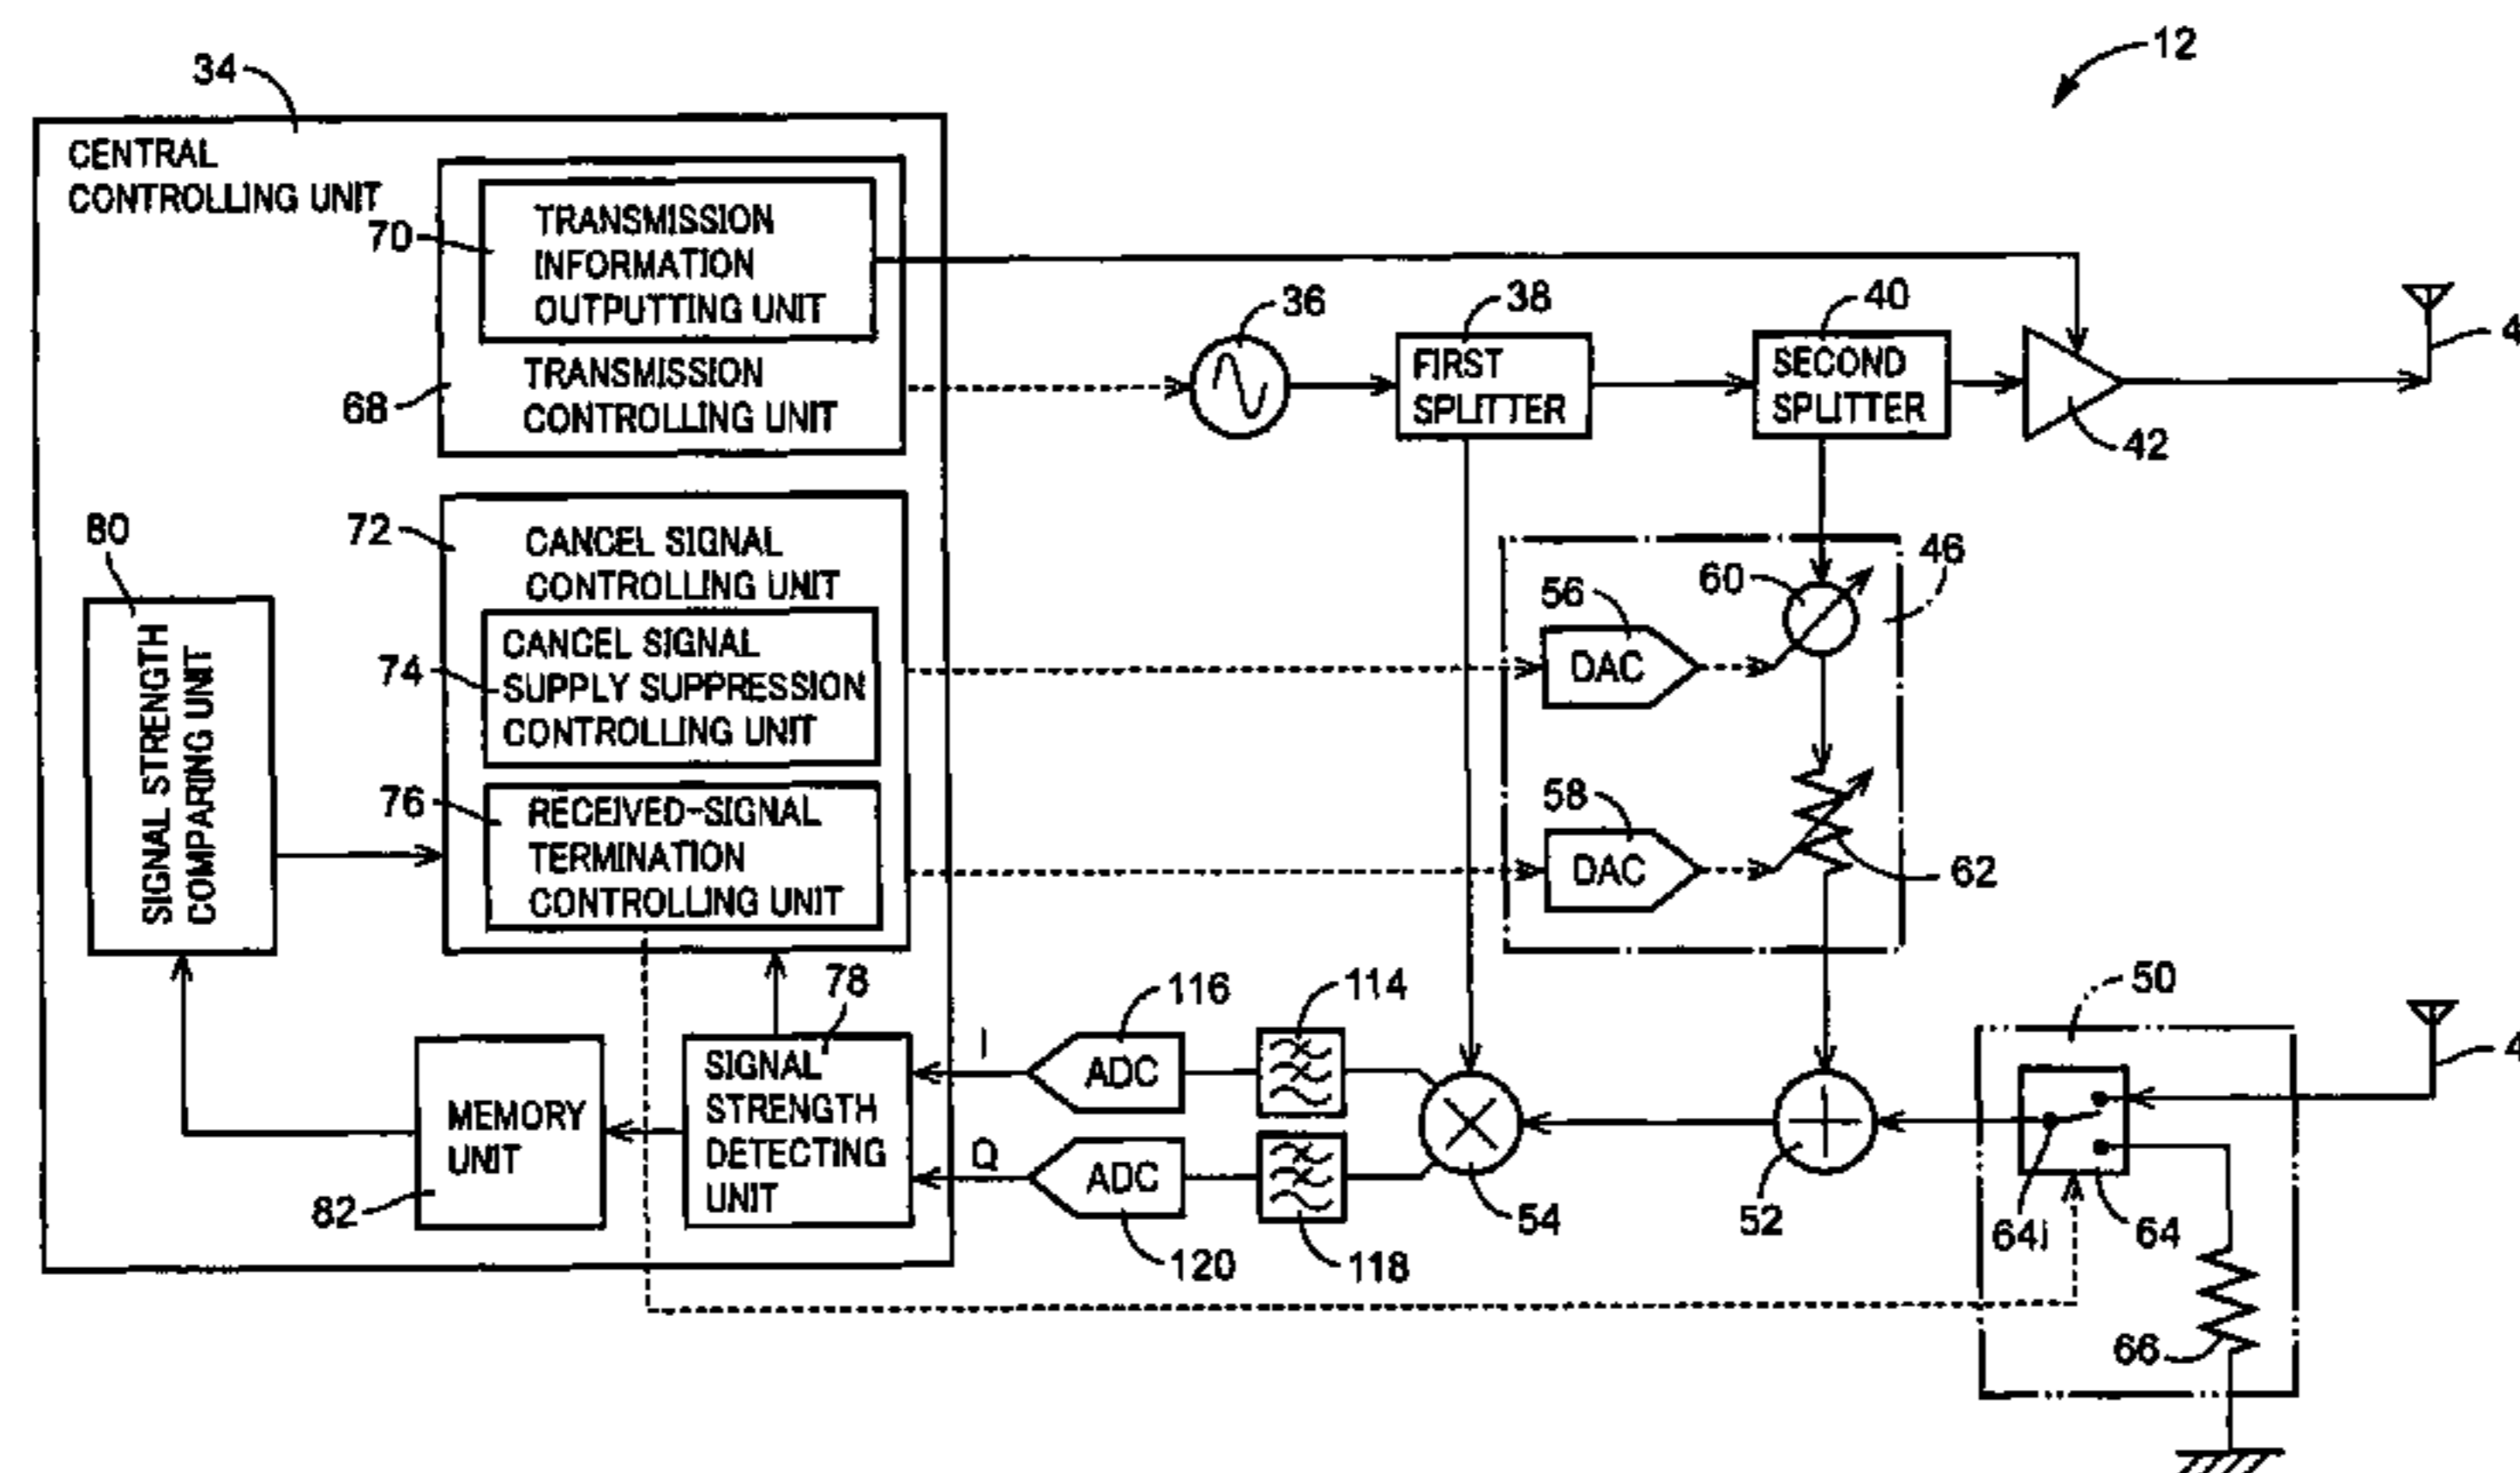 12
34
CENTRAL
CONTROLLING UNIT
70
TRANSMISSION
INFORMATION
OUTPUTTING UNIT
68
TRANSMISSION
CONTROLLING UNIT
36
38
FIRST
SPLITTER
40
SECOND
SPLITTER
42
4
80
SIGNAL STRENGTH
COMPARING UNIT
72
CANCEL SIGNAL
CONTROLLING UNIT
74
CANCEL SIGNAL
SUPPLY SUPPRESSION
CONTROLLING UNIT
76
RECEIVED-SIGNAL
TERMINATION
CONTROLLING UNIT
46
60
56
DAC
58
DAC
62
78
SIGNAL
STRENGTH
DETECTING
UNIT
MEMORY
UNIT
82
I
Q
116
ADC
114
ADC
120
118
54
52
50
4
64i
64
66